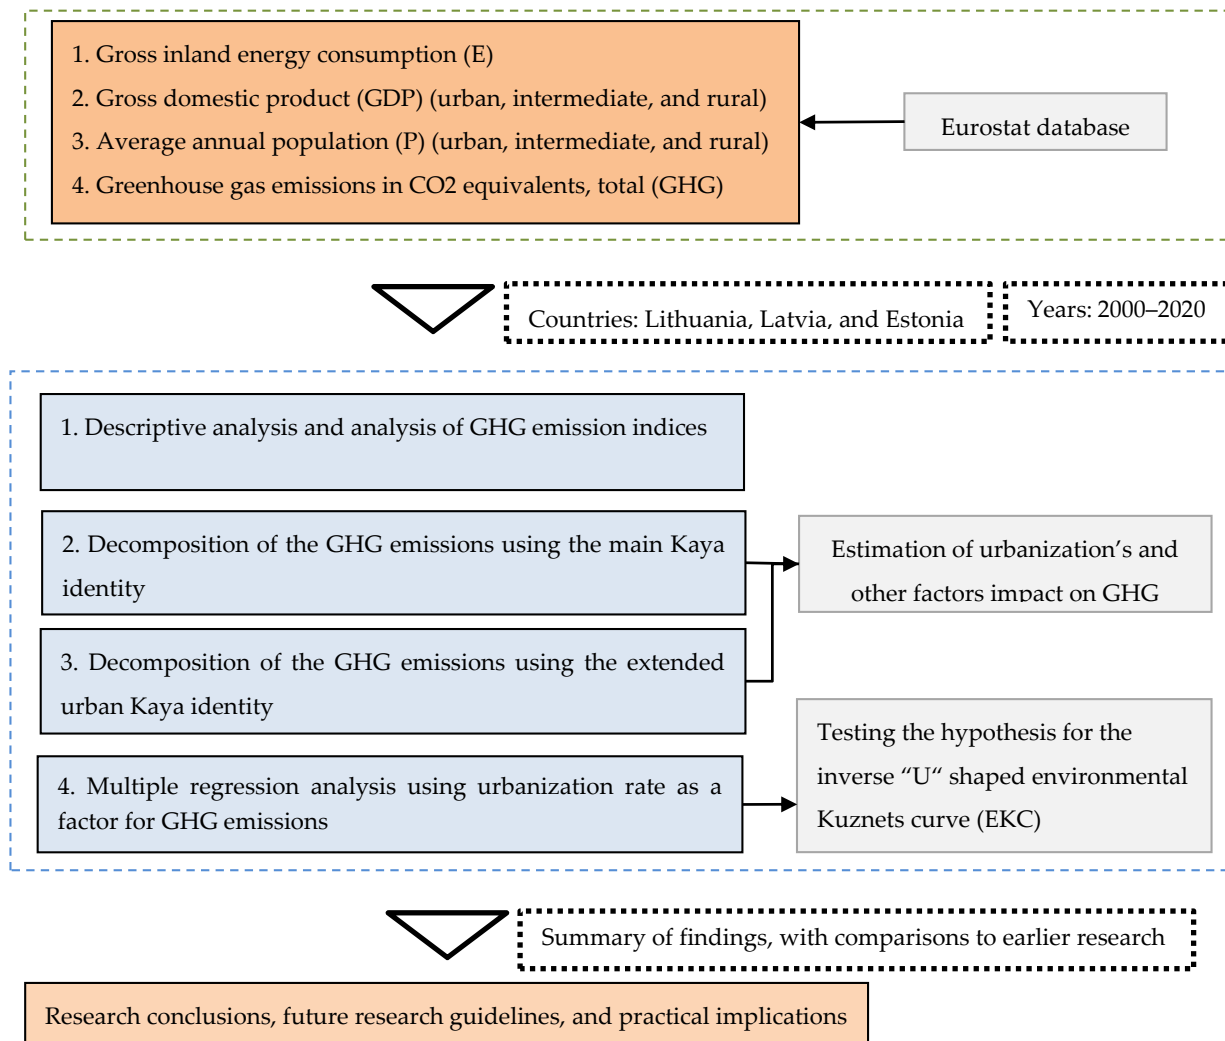 1. Gross inland energy consumption (E)
2. Gross domestic product (GDP) (urban, intermediate, and rural)
3. Average annual population (P) (urban, intermediate, and rural)
4. Greenhouse gas emissions in CO2 equivalents, total (GHG)
Eurostat database
Countries: Lithuania, Latvia, and Estonia
Years: 2000–2020
1. Descriptive analysis and analysis of GHG emission indices
2. Decomposition of the GHG emissions using the main Kaya
identity
Estimation of urbanization’s and
other factors impact on GHG
3. Decomposition of the GHG emissions using the extended
urban Kaya identity
4. Multiple regression analysis using urbanization rate as a
factor for GHG emissions
Testing the hypothesis for the
inverse “U“ shaped environmental
Kuznets curve (EKC)
Summary of findings, with comparisons to earlier research
Research conclusions, future research guidelines, and practical implications